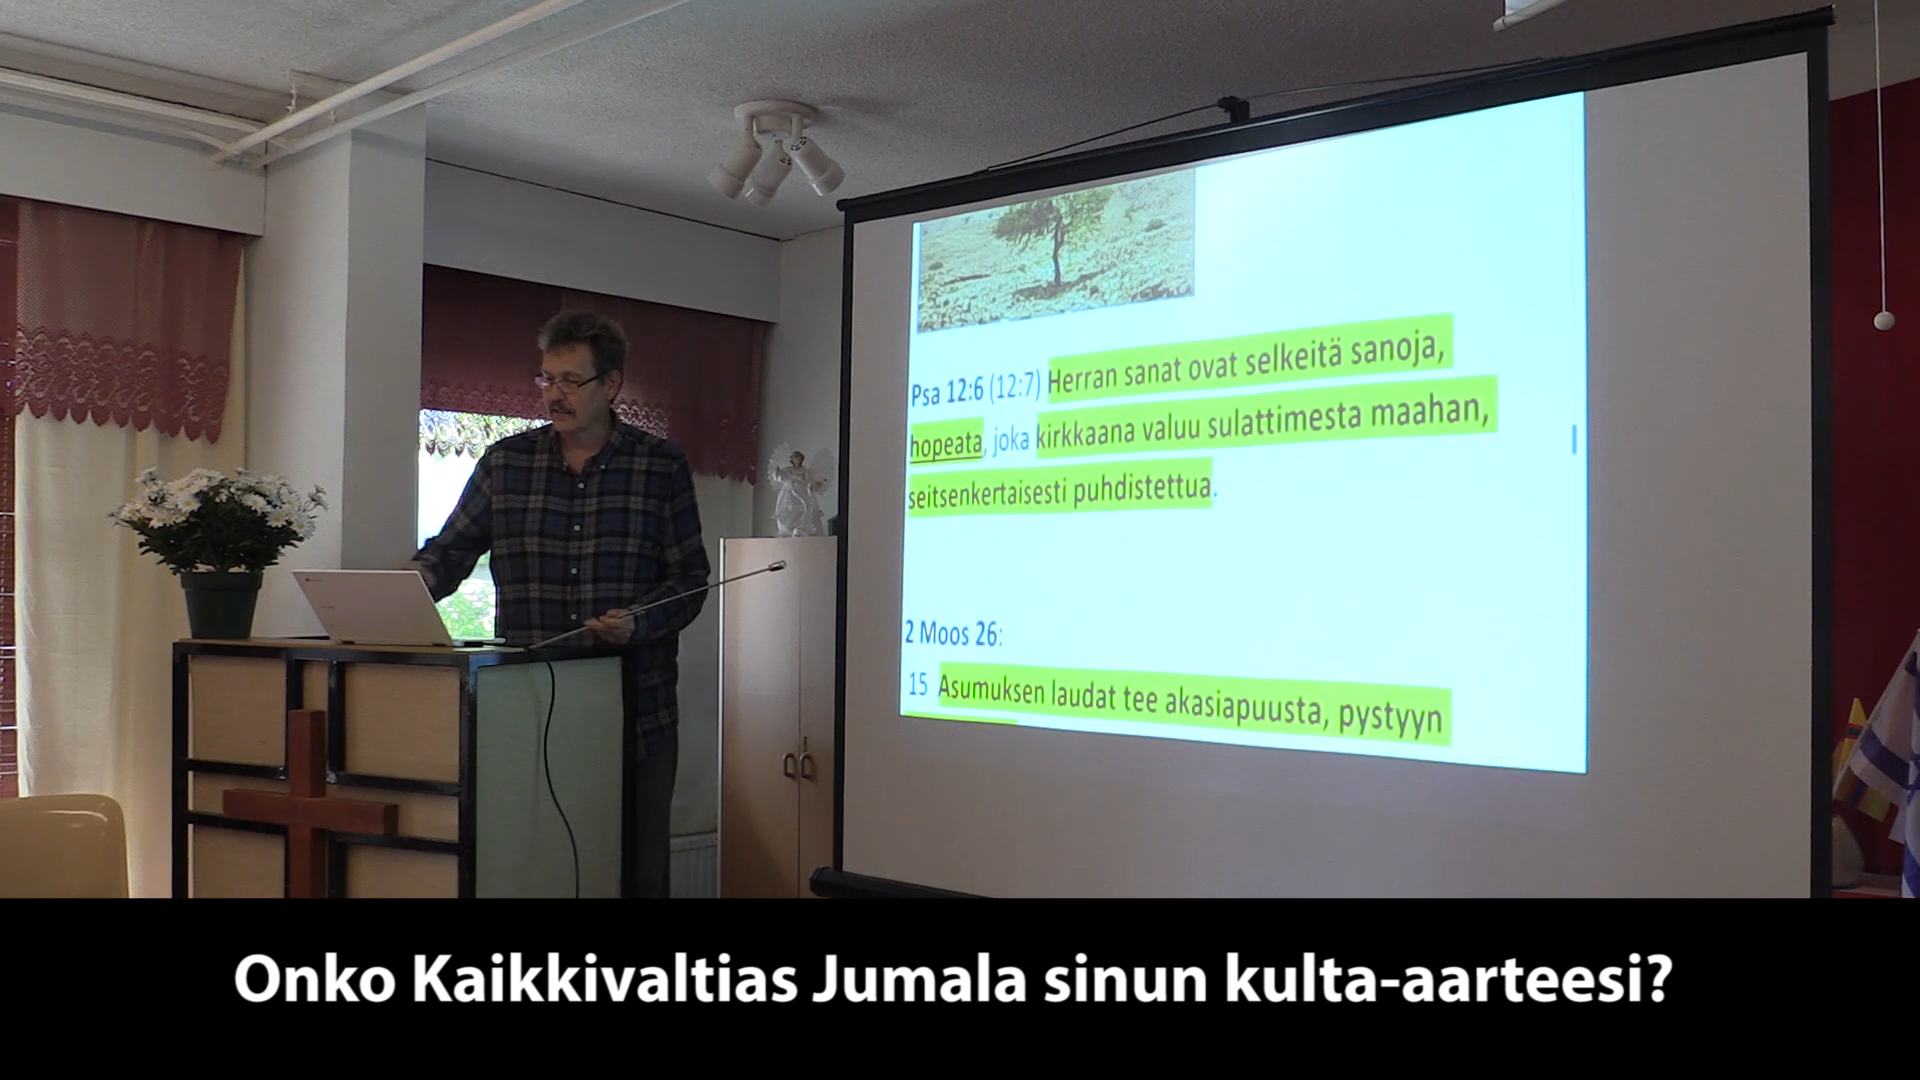 Psa 12:6 (12:7) Herran sanat ovat selkeitä sanoja,
hopeata, joka kirkkaana valuu sulattimesta maahan,
seitsenkertaisesti puhdistettua.
2 Moos 26:
15 Asumuksen laudat tee akasiapuusta, pystyyn
Onko Kaikkivaltias Jumala sinun kulta-aarteesi?